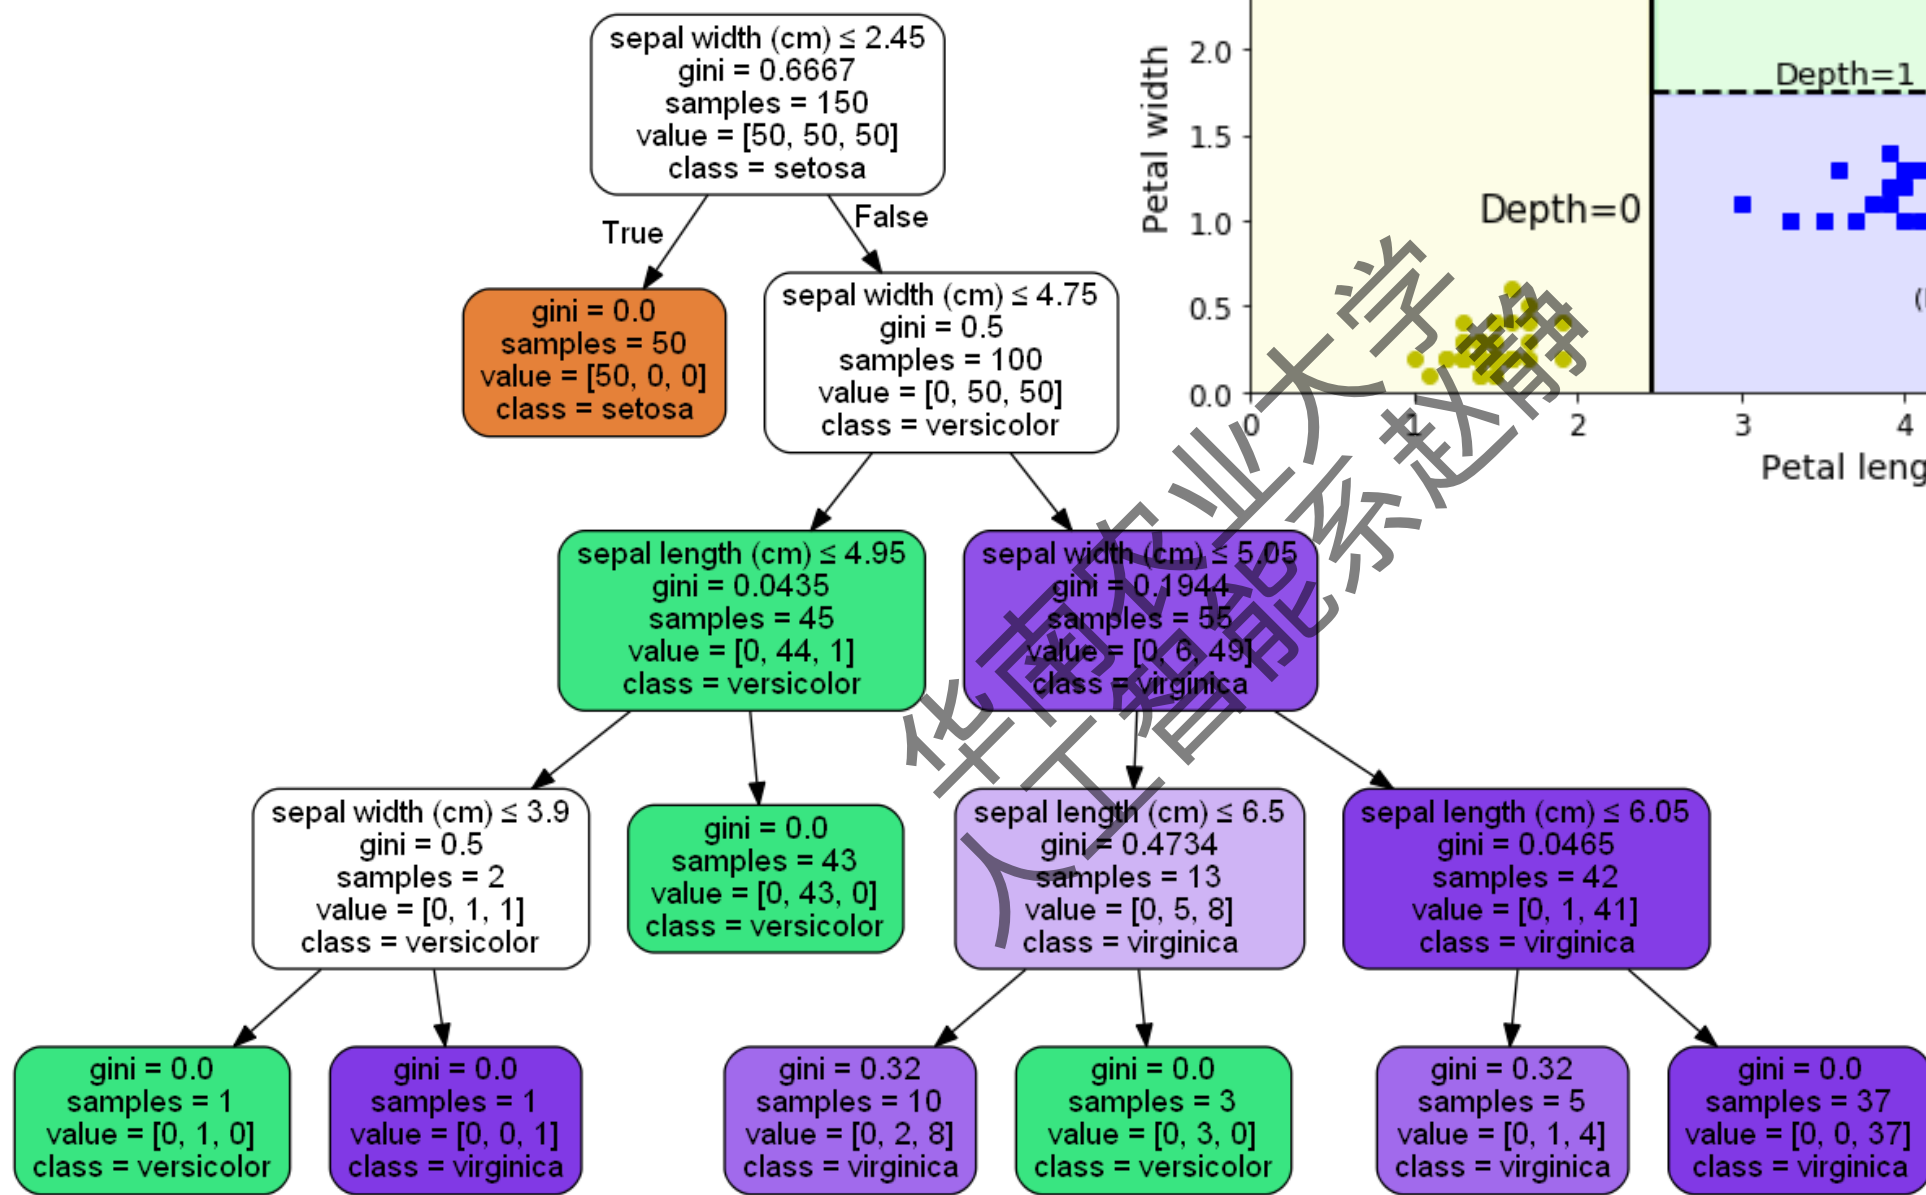 sepal width (cm) ≤ 2.45
gini = 0.6667
samples = 150
value = [50, 50, 50]
class = setosa
True
False
gini = 0.0
samples = 50
value = [50, 0, 0]
class = setosa
sepal width (cm) ≤ 4.75
gini = 0.5
samples = 100
value = [0, 50, 50]
class = versicolor
sepal length (cm) ≤ 4.95
gini = 0.0435
samples = 45
value = [0, 44, 1]
class = versicolor
sepal width (cm) ≤ 5.05
gini = 0.1944
samples = 55
value = [0, 6, 49]
class = virginica
sepal width (cm) ≤ 3.9
gini = 0.5
samples = 2
value = [0, 1, 1]
class = versicolor
gini = 0.0
samples = 43
value = [0, 43, 0]
class = versicolor
sepal length (cm) ≤ 6.5
gini = 0.4734
samples = 13
value = [0, 5, 8]
class = virginica
sepal length (cm) ≤ 6.05
gini = 0.0465
samples = 42
value = [0, 1, 41]
class = virginica
gini = 0.0
samples = 1
value = [0, 1, 0]
class = versicolor
gini = 0.0
samples = 1
value = [0, 0, 1]
class = virginica
gini = 0.32
samples = 10
value = [0, 2, 8]
class = virginica
gini = 0.0
samples = 3
value = [0, 3, 0]
class = versicolor
gini = 0.32
samples = 5
value = [0, 1, 4]
class = virginica
gini = 0.0
samples = 37
value = [0, 0, 37]
class = virginica
Petal width
2.0
1.5
1.0
0.5
0.0
Depth=1
Depth=0
0 1 2 3 4
Petal leng
华南农业大学
人工智能系赵静